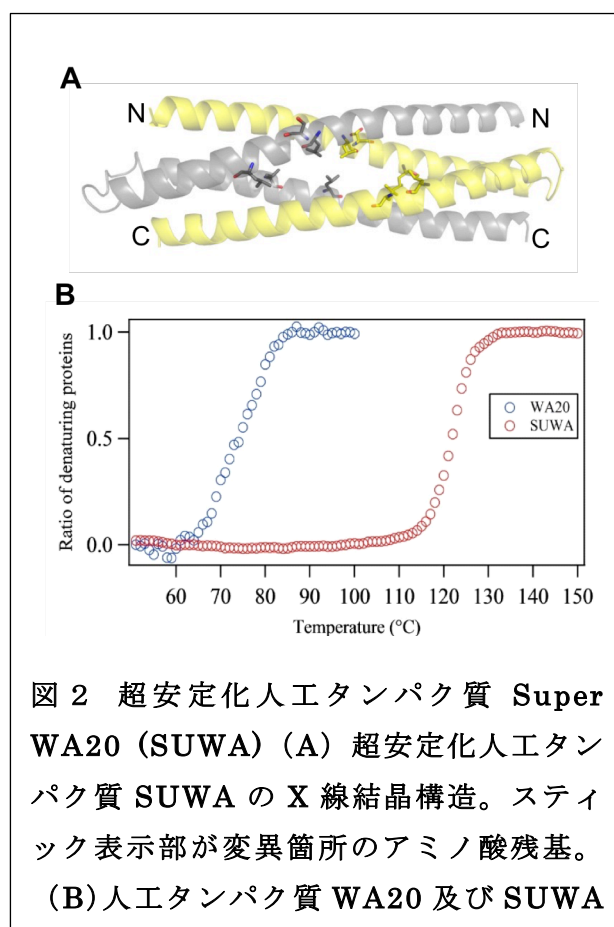 A
N
N
C
C
B
1.0
0.5
0.0
Ratio of denaturing proteins
WA20
SUWA
60 70 80 90 100 110 120 130 140 150
Temperature (°C)
図 2 超安定化人工タンパク質 Super
WA20 (SUWA)（A）超安定化人工タン
パク質 SUWA の X 線結晶構造。スティ
ック表示部が変異箇所のアミノ酸残基。
（B)人工タンパク質 WA20 及び SUWA